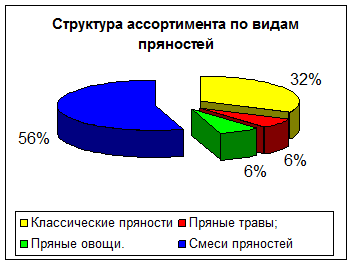 Структура ассортимента по видам
пряностей
32%
56%
6%
6%
Классические пряности
Пряные травы;
Пряные овощи.
Смеси пряностей